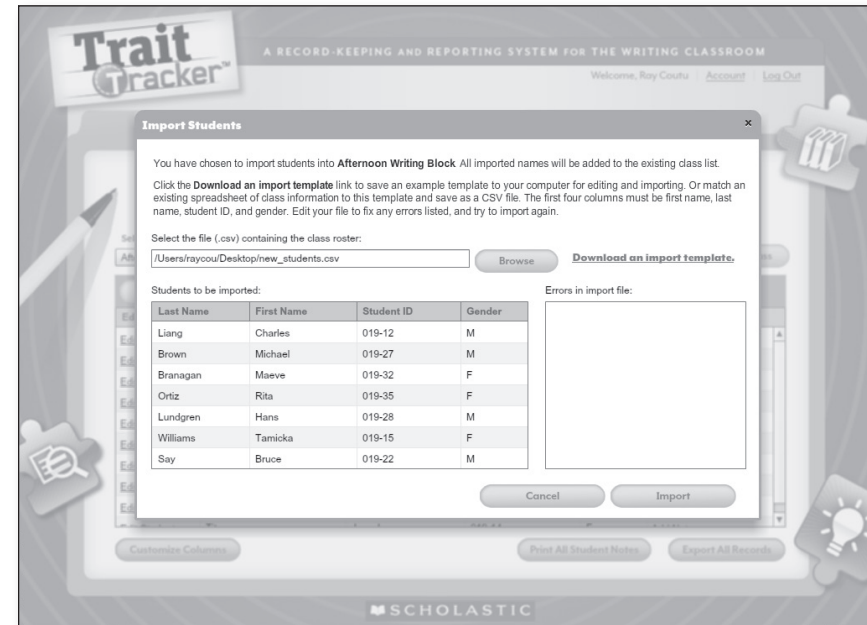 Trait
Tracker™
A RECORD-KEEPING AND REPORTING SYSTEM FOR THE WRITING CLASSROOM
Welcome, Ray Coutu | Account | Log Out
Import Students ×
You have chosen to import students into Afternoon Writing Block. All imported names will be added to the existing class list.
Click the Download an import template link to save an example template to your computer for editing and importing. Or match an
existing spreadsheet of class information to this template and save as a CSV file. The first four columns must be first name, last
name, student ID, and gender. Edit your file to fix any errors listed, and try to import again.
Select the file (.csv) containing the class roster:
/Users/raycou/Desktop/new_students.csv Browse Download an import template.
Students to be imported: Errors in import file:
Last Name First Name Student ID Gender
Liang Charles 019-12 M
Brown Michael 019-27 M
Branagan Maeve 019-32 F
Ortiz Rita 019-35 F
Lundgren Hans 019-28 M
Williams Tamicka 019-15 F
Say Bruce 019-22 M
Cancel Import
Customize Columns Print All Student Notes Export All Records
SCHOLASTIC